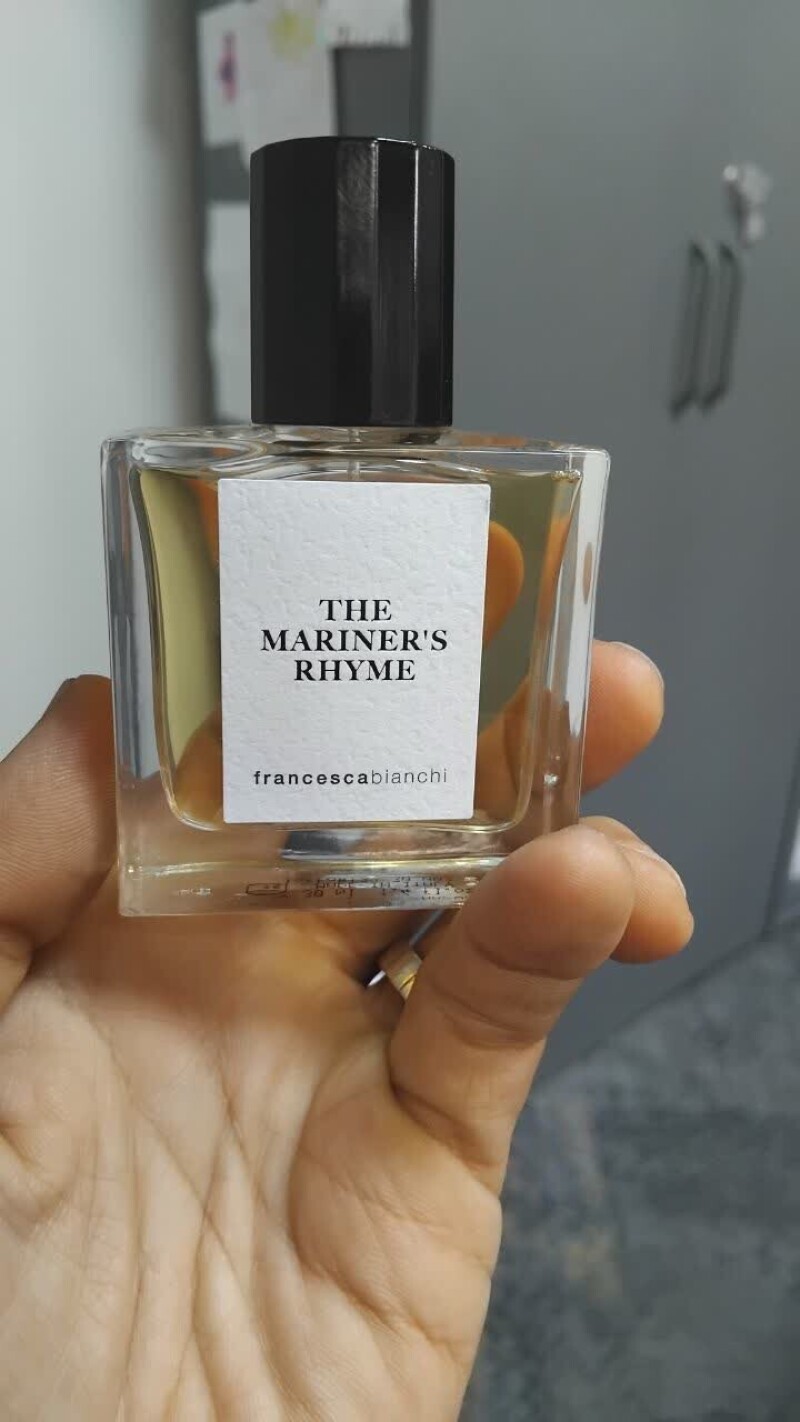 THE
MARINER'S
RHYME
francescabianchi